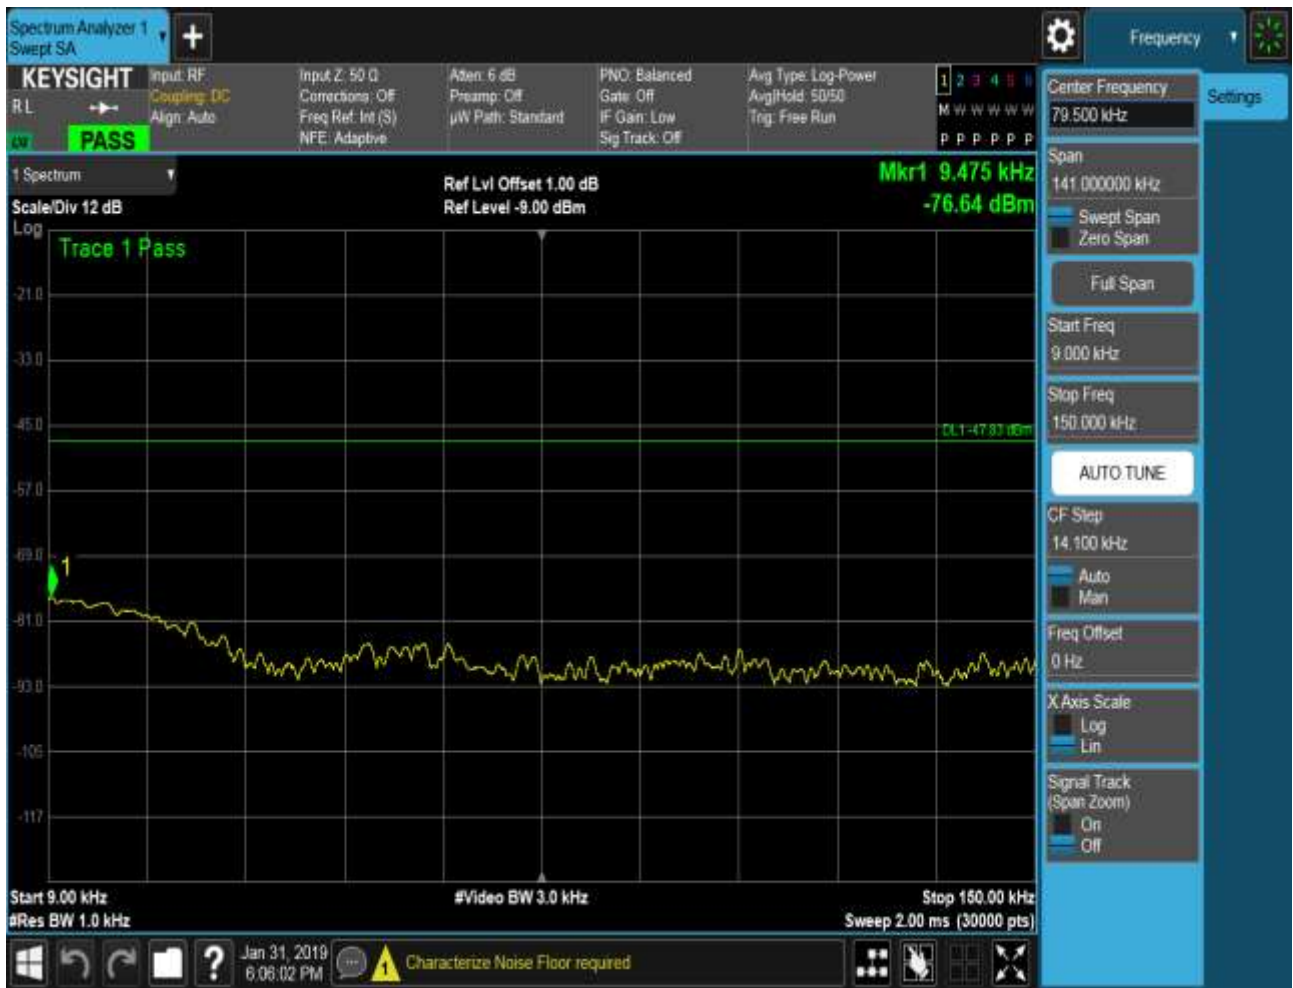 Spectrum Analyzer 1
Swept SA
+
Frequency
KEYSIGHT
R L
PASS
Input: RF
Coupling: DC
Align: Auto
Input Z: 50 Ω
Corrections: Off
Freq Ref: Int (S)
NFE: Adaptive
Atten: 6 dB
Preamp: Off
µW Path: Standard
PNO: Balanced
Gate: Off
IF Gain: Low
Sig Track: Off
Avg Type: Log-Power
Avg|Hold: 50/50
Trig: Free Run
1 2 3 4 5 6
M W W W W W
P P P P P P
1 Spectrum
Scale/Div 12 dB
Log
Ref Lvl Offset 1.00 dB
Ref Level -9.00 dBm
Mkr1 9.475 kHz
-76.64 dBm
Trace 1 Pass
-21.0
-33.0
-45.0
DL1 -47.83 dBm
-57.0
-69.0
1
-81.0
-93.0
-105
-117
Start 9.00 kHz
#Res BW 1.0 kHz
#Video BW 3.0 kHz
Stop 150.00 kHz
Sweep 2.00 ms (30000 pts)
Center Frequency
79.500 kHz
Settings
Span
141.000000 kHz
Swept Span
Zero Span
Full Span
Start Freq
9.000 kHz
Stop Freq
150.000 kHz
AUTO TUNE
CF Step
14.100 kHz
Auto
Man
Freq Offset
0 Hz
X Axis Scale
Log
Lin
Signal Track
(Span Zoom)
On
Off
?
Jan 31, 2019
6:06:02 PM
1
Characterize Noise Floor required